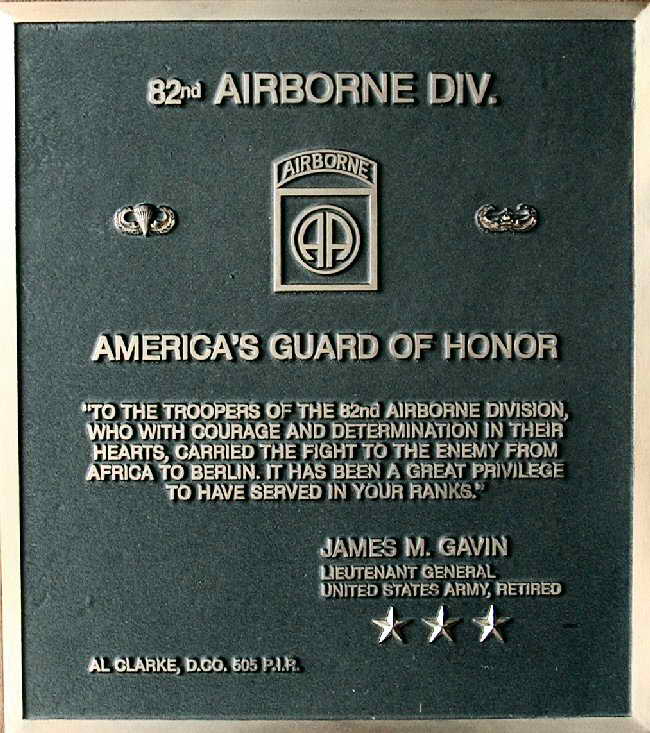 82nd AIRBORNE DIV.
AIRBORNE
AA
AMERICA'S GUARD OF HONOR
"TO THE TROOPERS OF THE 82nd AIRBORNE DIVISION,
WHO WITH COURAGE AND DETERMINATION IN THEIR
HEARTS, CARRIED THE FIGHT TO THE ENEMY FROM
AFRICA TO BERLIN. IT HAS BEEN A GREAT PRIVILEGE
TO HAVE SERVED IN YOUR RANKS."
JAMES M. GAVIN
LIEUTENANT GENERAL
UNITED STATES ARMY, RETIRED
AL CLARKE, D.CO. 505 P.I.R.